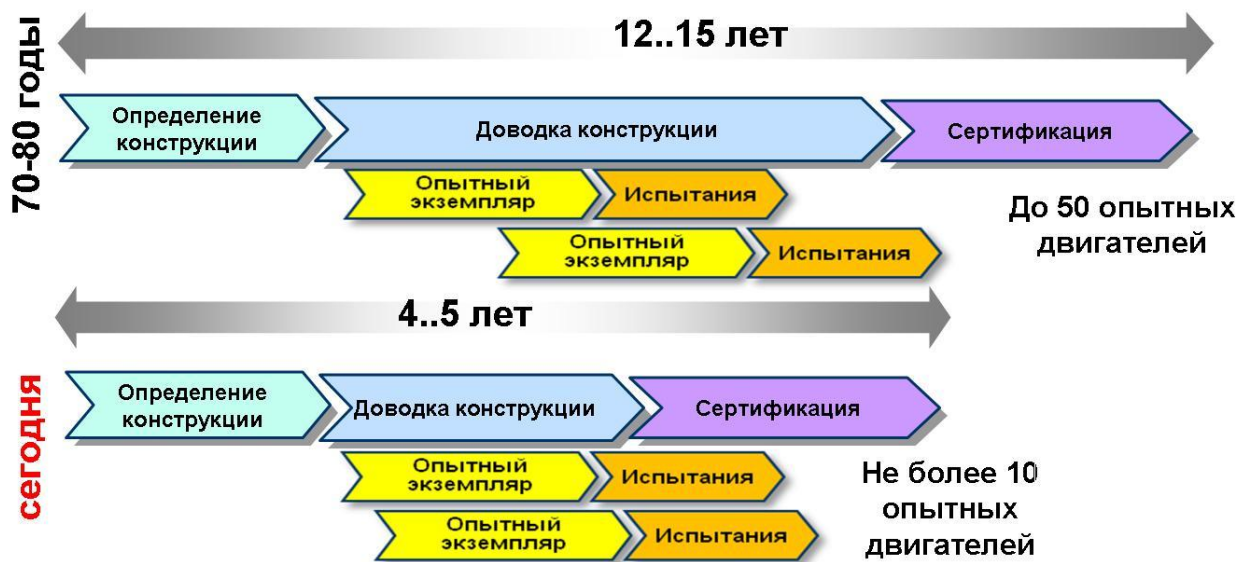 12..15 лет
70-80 годы
Определение
конструкции
Доводка конструкции
Сертификация
Опытный
экземпляр
Испытания
Опытный
экземпляр
Испытания
До 50 опытных
двигателей
4..5 лет
сегодня
Определение
конструкции
Доводка конструкции
Сертификация
Опытный
экземпляр
Испытания
Опытный
экземпляр
Испытания
Не более 10
опытных
двигателей